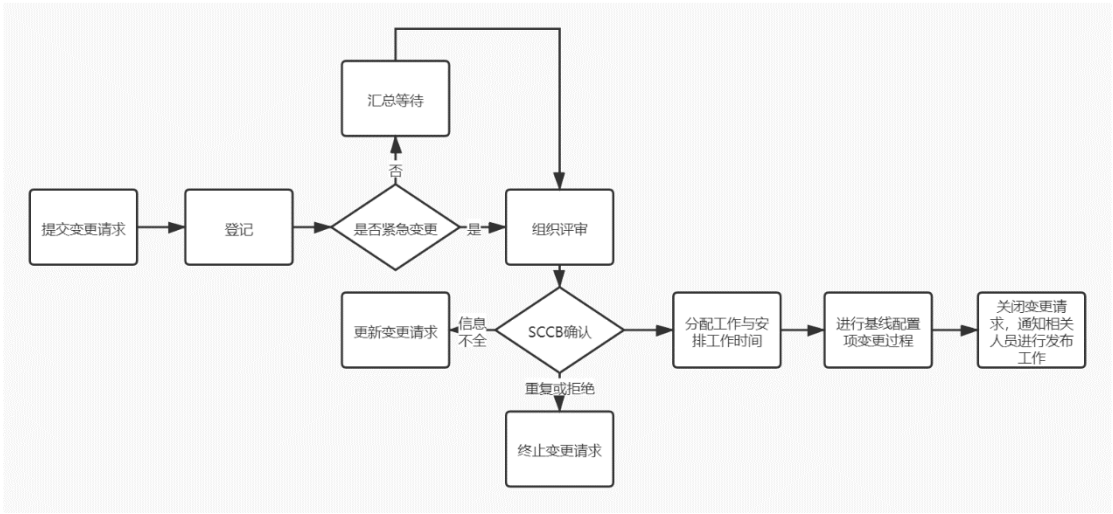 汇总等待
否
提交变更请求
登记
是否紧急变更
是
组织评审
更新变更请求
信息
不全
SCCB确认
分配工作与安
排工作时间
进行基线配置
项变更过程
关闭变更请
求，通知相关
人员进行发布
工作
重复或拒绝
终止变更请求